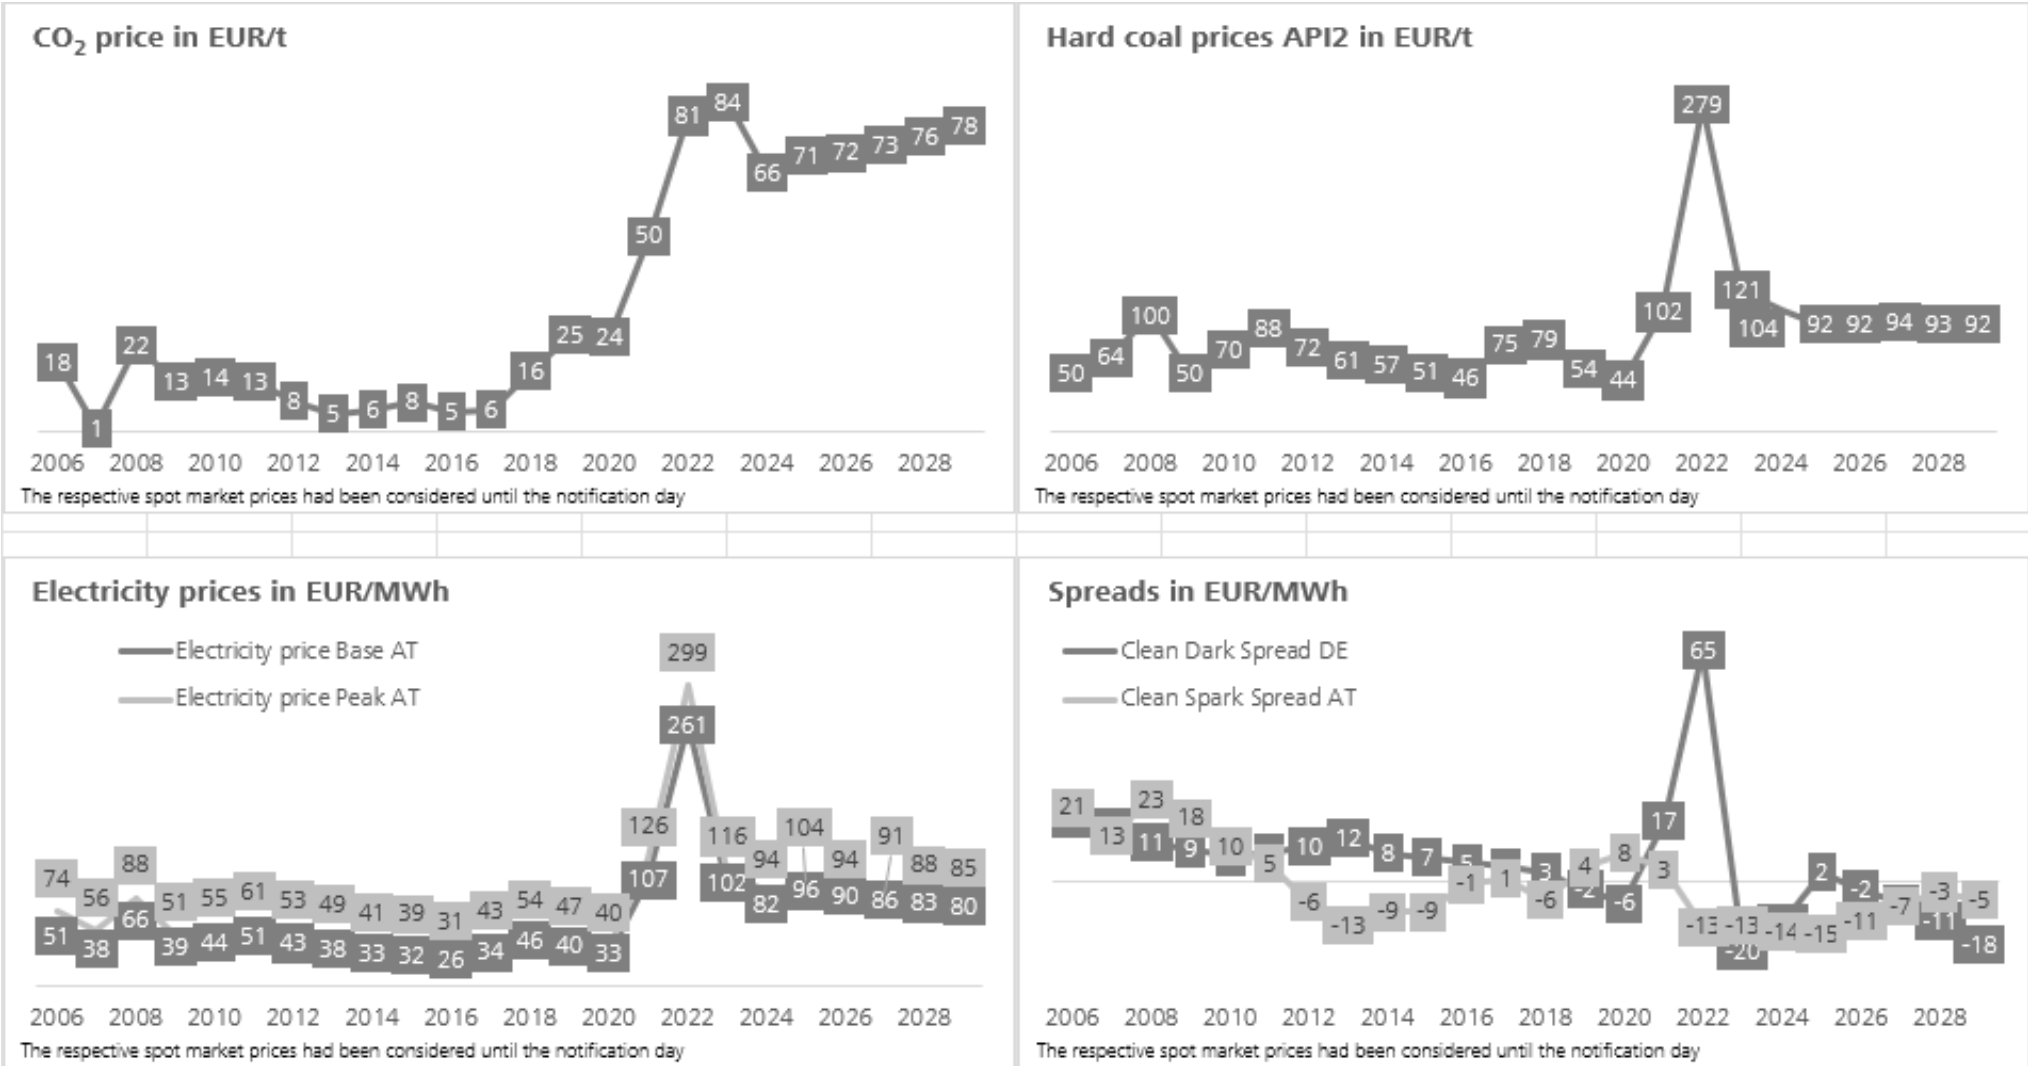 CO₂ price in EUR/t
84
81
78
76
73
72
71
66
50
25 24
22
18
16
13 14 13
8 5 6 8 5 6
1
2006 2008 2010 2012 2014 2016 2018 2020 2022 2024 2026 2028
The respective spot market prices had been considered until the notification day
Hard coal prices API2 in EUR/t
279
121
104
102
100
92 92 94 93 92
88
50 64 50 70 72 61 57 51 46 75 79 54 44
2006 2008 2010 2012 2014 2016 2018 2020 2022 2024 2026 2028
The respective spot market prices had been considered until the notification day
Electricity prices in EUR/MWh
Electricity price Base AT
Electricity price Peak AT
299
261
74 56 88 51 55 61 53 49 41 39 31 43 54 47 40 126 116 94 104 94 91 88 85
51 38 66 39 44 51 43 38 33 32 26 34 46 40 33 107 102 82 96 90 86 83 80
2006 2008 2010 2012 2014 2016 2018 2020 2022 2024 2026 2028
The respective spot market prices had been considered until the notification day
Spreads in EUR/MWh
Clean Dark Spread DE
Clean Spark Spread AT
65
21 13 23 18 10 5 -6 -13 -9 -9 -1 1 -6 4 8 3 -13 -13 -14 -15 -11 -7 -3 -5
11 9 10 12 8 7 5 3 -2 -6 17 -20 2 -2 -11 -18
2006 2008 2010 2012 2014 2016 2018 2020 2022 2024 2026 2028
The respective spot market prices had been considered until the notification day